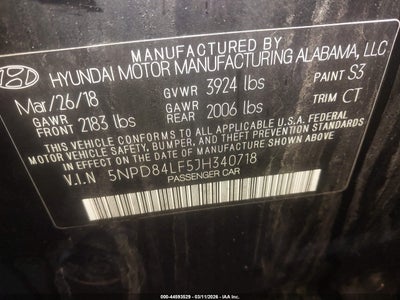 MANUFACTURED BY
HYUNDAI MOTOR MANUFACTURING ALABAMA, LLC
Mar/26/18 GVWR 3924 lbs PAINT S3
GAWR FRONT 2183 lbs GAWR REAR 2006 lbs TRIM CT
THIS VEHICLE CONFORMS TO ALL APPLICABLE U.S.A. FEDERAL
MOTOR VEHICLE SAFETY, BUMPER, AND THEFT PREVENTION
STANDARDS IN EFFECT ON THE DATE OF MANUFACTURE SHOWN ABOVE
V.I.N 5NPD84LF5JH340718
PASSENGER CAR
000-44593029 - 03/11/2026 - IAA Inc.